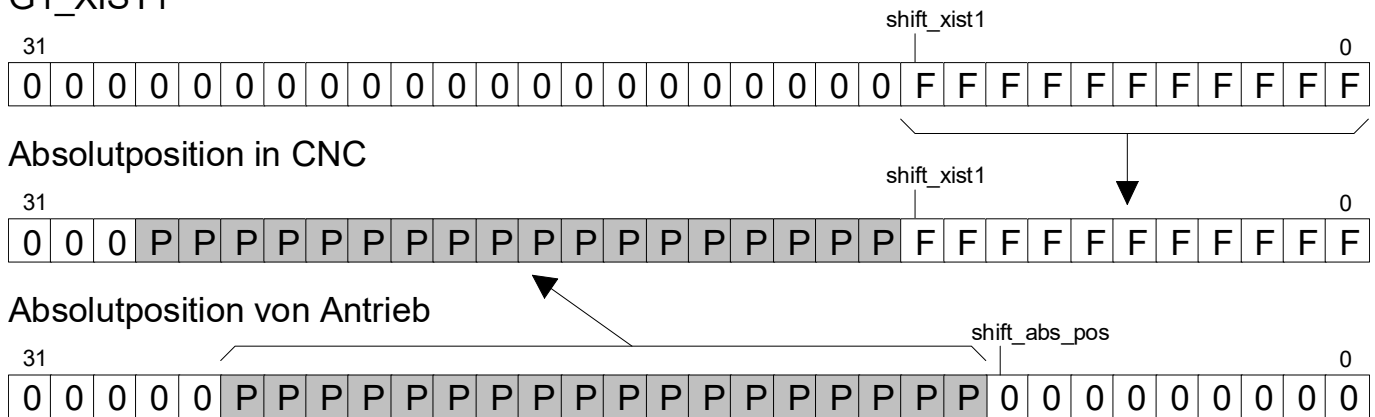 G1_XIST1
shift_xist1
31 0
0 0 0 0 0 0 0 0 0 0 0 0 0 0 0 0 0 0 0 0 0 F F F F F F F F F F F
Absolutposition in CNC
shift_xist1
31 0
0 0 0 P P P P P P P P P P P P P P P P P P F F F F F F F F F F F
Absolutposition von Antrieb
shift_abs_pos
31 0
0 0 0 0 0 P P P P P P P P P P P P P P P P P P 0 0 0 0 0 0 0 0 0